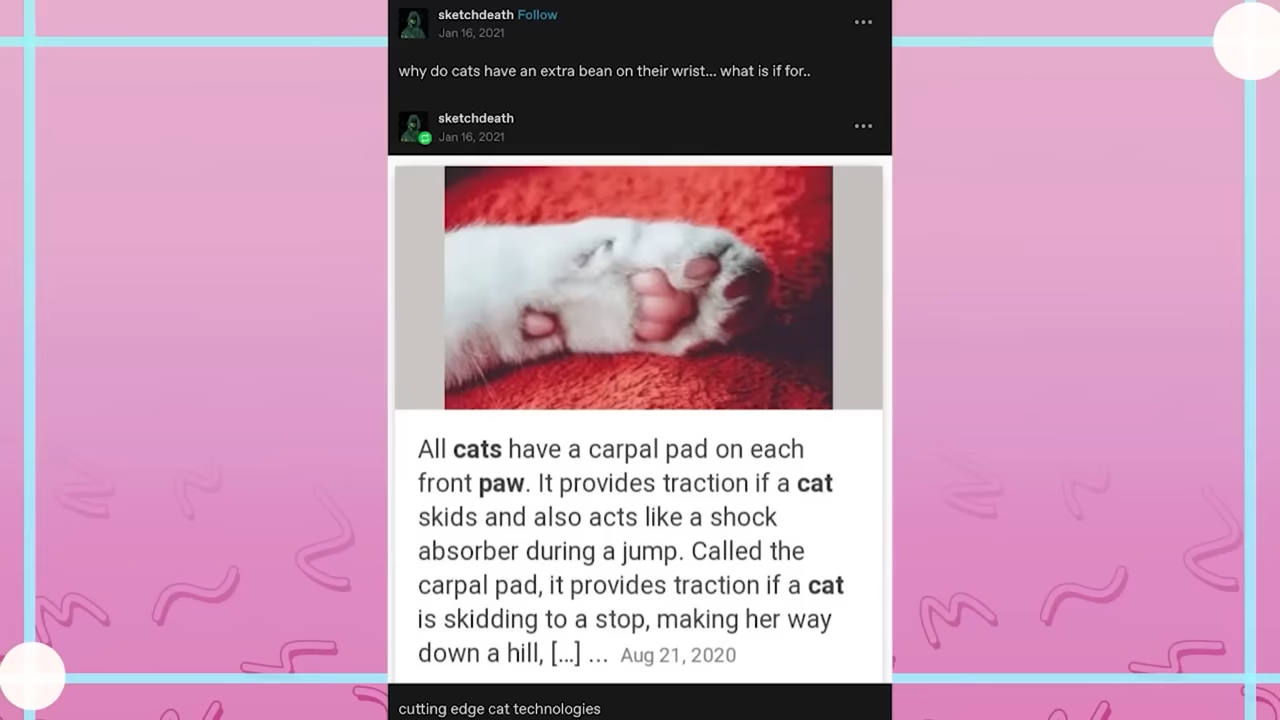 sketchdeath Follow
Jan 16, 2021
why do cats have an extra bean on their wrist... what is if for..
sketchdeath
Jan 16, 2021
All cats have a carpal pad on each
front paw. It provides traction if a cat
skids and also acts like a shock
absorber during a jump. Called the
carpal pad, it provides traction if a cat
is skidding to a stop, making her way
down a hill, [...] ... Aug 21, 2020
cutting edge cat technologies